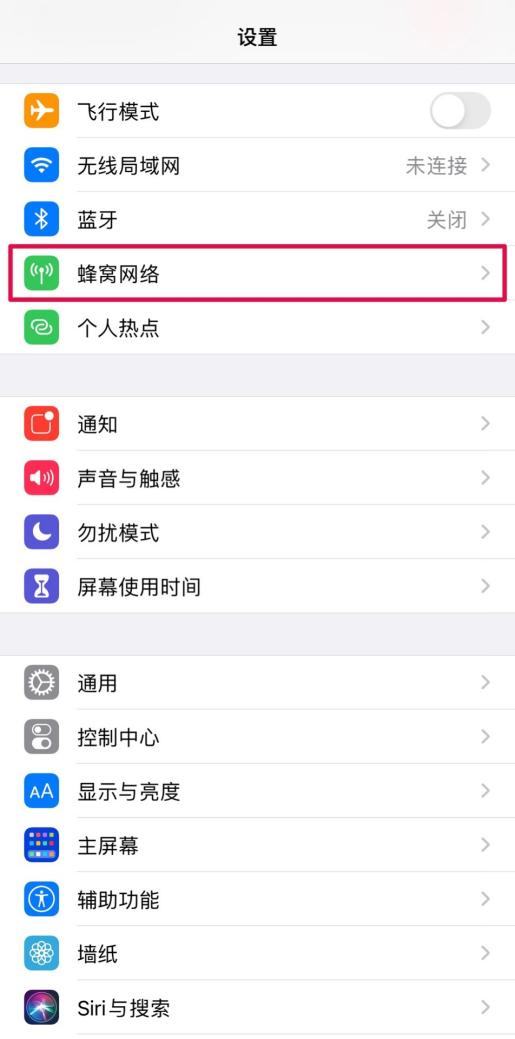 设置
飞行模式
无线局域网 未连接
蓝牙 关闭
蜂窝网络
个人热点
通知
声音与触感
勿扰模式
屏幕使用时间
通用
控制中心
AA 显示与亮度
主屏幕
辅助功能
墙纸
Siri与搜索